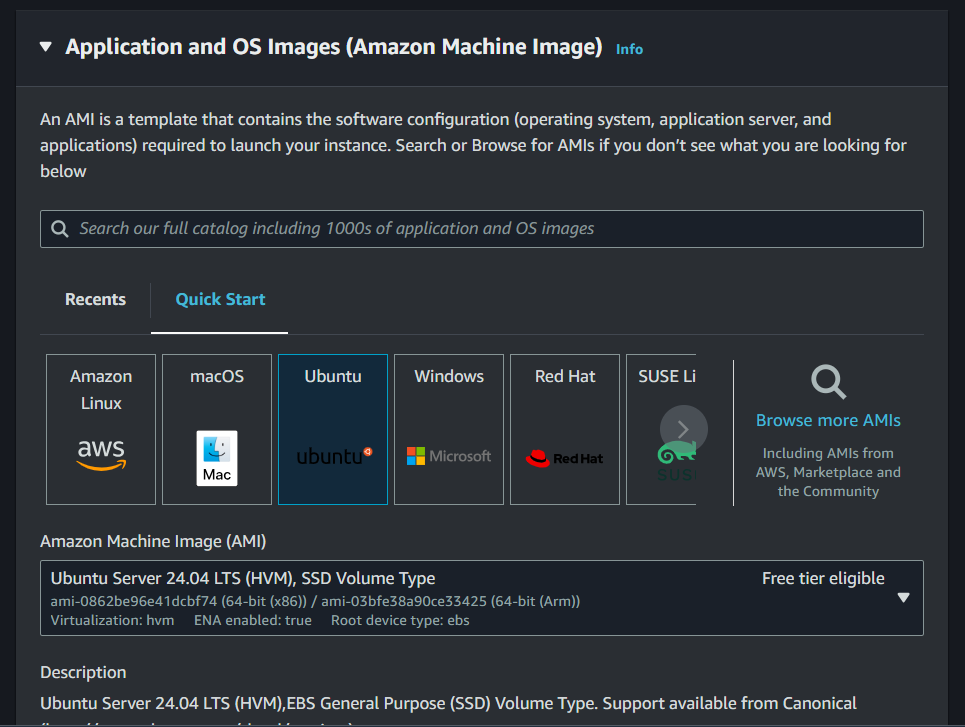 Application and OS Images (Amazon Machine Image) Info
An AMI is a template that contains the software configuration (operating system, application server, and
applications) required to launch your instance. Search or Browse for AMIs if you don’t see what you are looking for
below
Search our full catalog including 1000s of application and OS images
Recents
Quick Start
Amazon
Linux
aws
macOS
Mac
Ubuntu
ubuntu
Windows
Microsoft
Red Hat
Red Hat
SUSE Li
SUS
Browse more AMIs
Including AMIs from
AWS, Marketplace and
the Community
Amazon Machine Image (AMI)
Ubuntu Server 24.04 LTS (HVM), SSD Volume Type
Free tier eligible
ami-0862be96e41dcbf74 (64-bit (x86)) / ami-03bfe38a90ce33425 (64-bit (Arm))
Virtualization: hvm ENA enabled: true Root device type: ebs
Description
Ubuntu Server 24.04 LTS (HVM),EBS General Purpose (SSD) Volume Type. Support available from Canonical